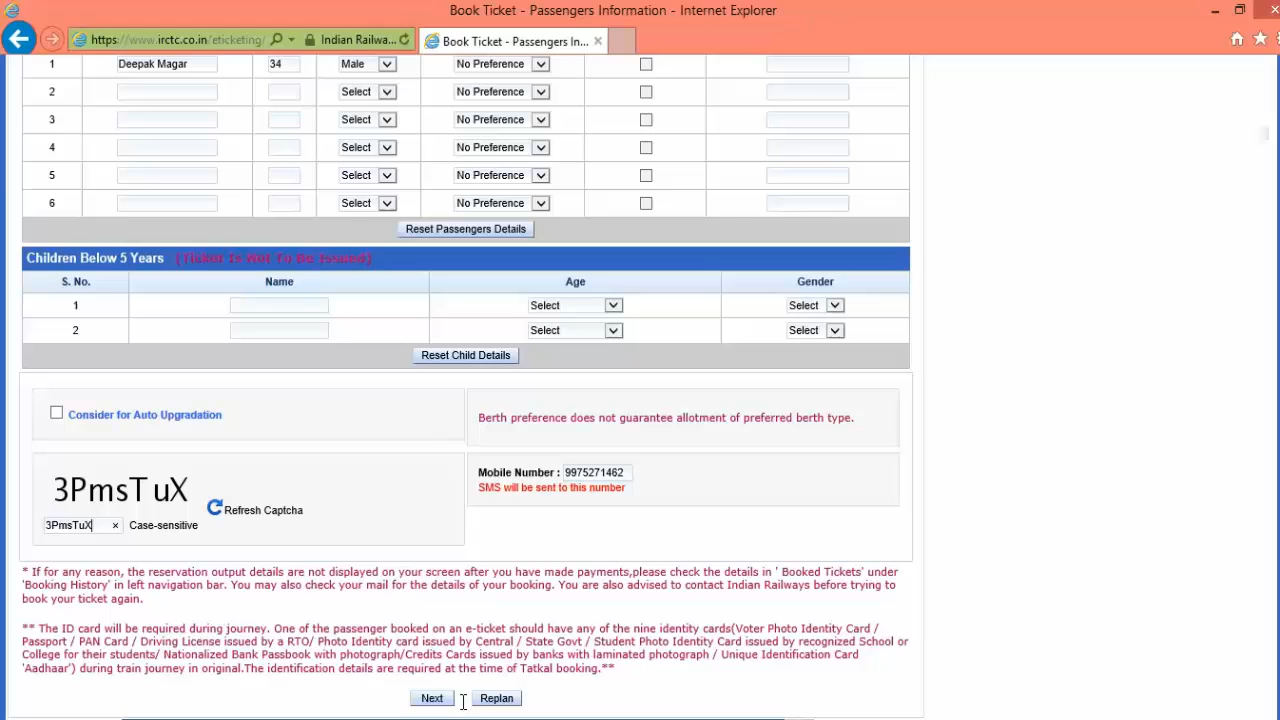 Book Ticket - Passengers Information - Internet Explorer
https://www.irctc.co.in/eticketing/ Indian Railwa... Book Ticket - Passengers In...
1 Deepak Magar 34 Male No Preference
2 Select No Preference
3 Select No Preference
4 Select No Preference
5 Select No Preference
6 Select No Preference
Reset Passengers Details
Children Below 5 Years (Ticket Is Not To Be Issued)
S. No. Name Age Gender
1 Select Select
2 Select Select
Reset Child Details
Consider for Auto Upgradation
Berth preference does not guarantee allotment of preferred berth type.
3PmsTuX
Refresh Captcha
3PmsTuX × Case-sensitive
Mobile Number : 9975271462
SMS will be sent to this number
* If for any reason, the reservation output details are not displayed on your screen after you have made payments,please check the details in ' Booked Tickets' under
'Booking History' in left navigation bar. You may also check your mail for the details of your booking. You are also advised to contact Indian Railways before trying to
book your ticket again.
** The ID card will be required during journey. One of the passenger booked on an e-ticket should have any of the nine identity cards(Voter Photo Identity Card /
Passport / PAN Card / Driving License issued by a RTO/ Photo Identity card issued by Central / State Govt / Student Photo Identity Card issued by recognized School or
College for their students/ Nationalized Bank Passbook with photograph/Credits Cards issued by banks with laminated photograph / Unique Identification Card
'Aadhaar') during train journey in original.The identification details are required at the time of Tatkal booking.**
Next Replan